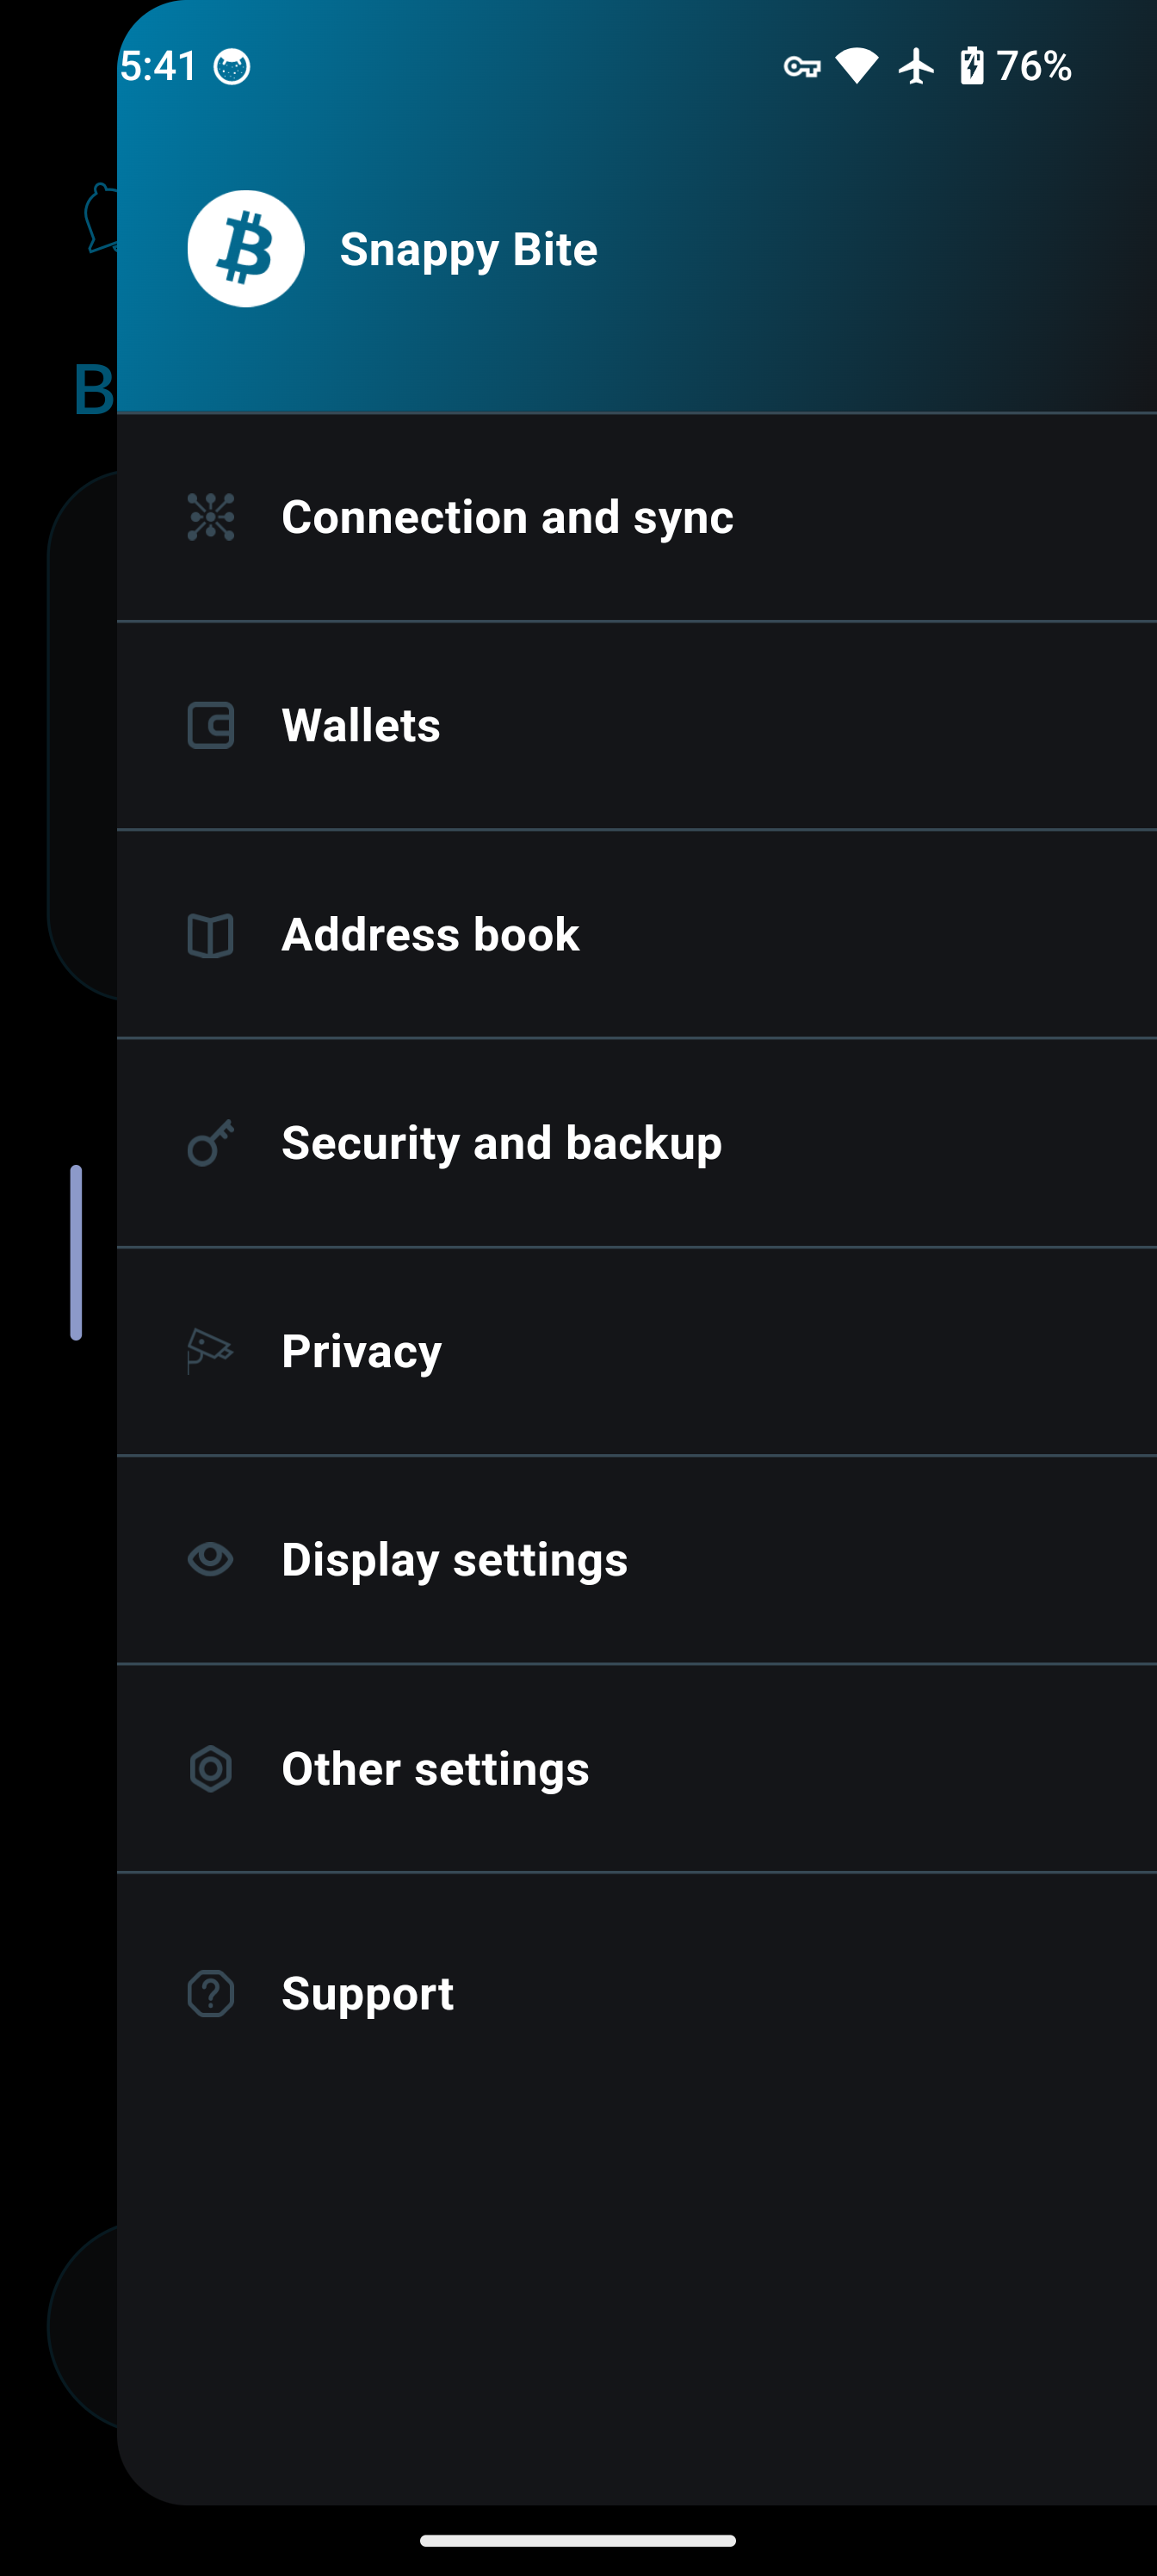 5:41
76%
Snappy Bite
B
Connection and sync
Wallets
Address book
Security and backup
Privacy
Display settings
Other settings
Support